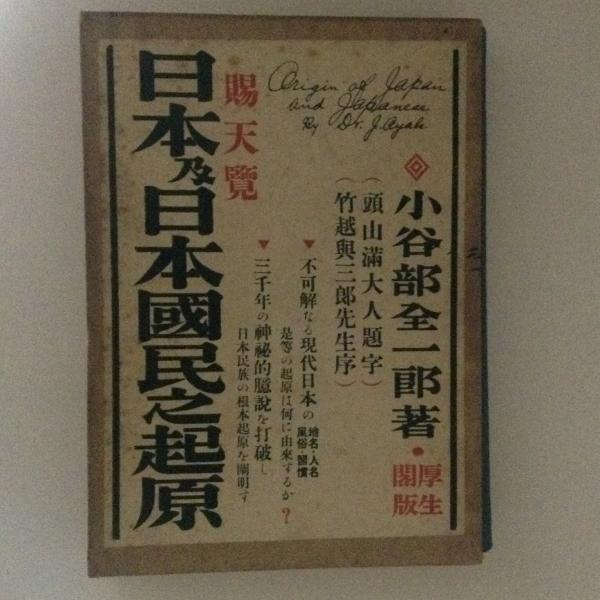 Origin of Japan
and Japanese
By Dr. J. Oyabe
小谷部全一郎著・厚生閣版
（頭山滿大人題字）
（竹越與三郎先生序）
不可解なる現代日本の地名・人名風俗・習慣
是等の起原は何に由來するか？
三千年の神祕的臆說を打破し
日本民族の根本起原を闡明す
賜天覽
日本及日本國民之起原